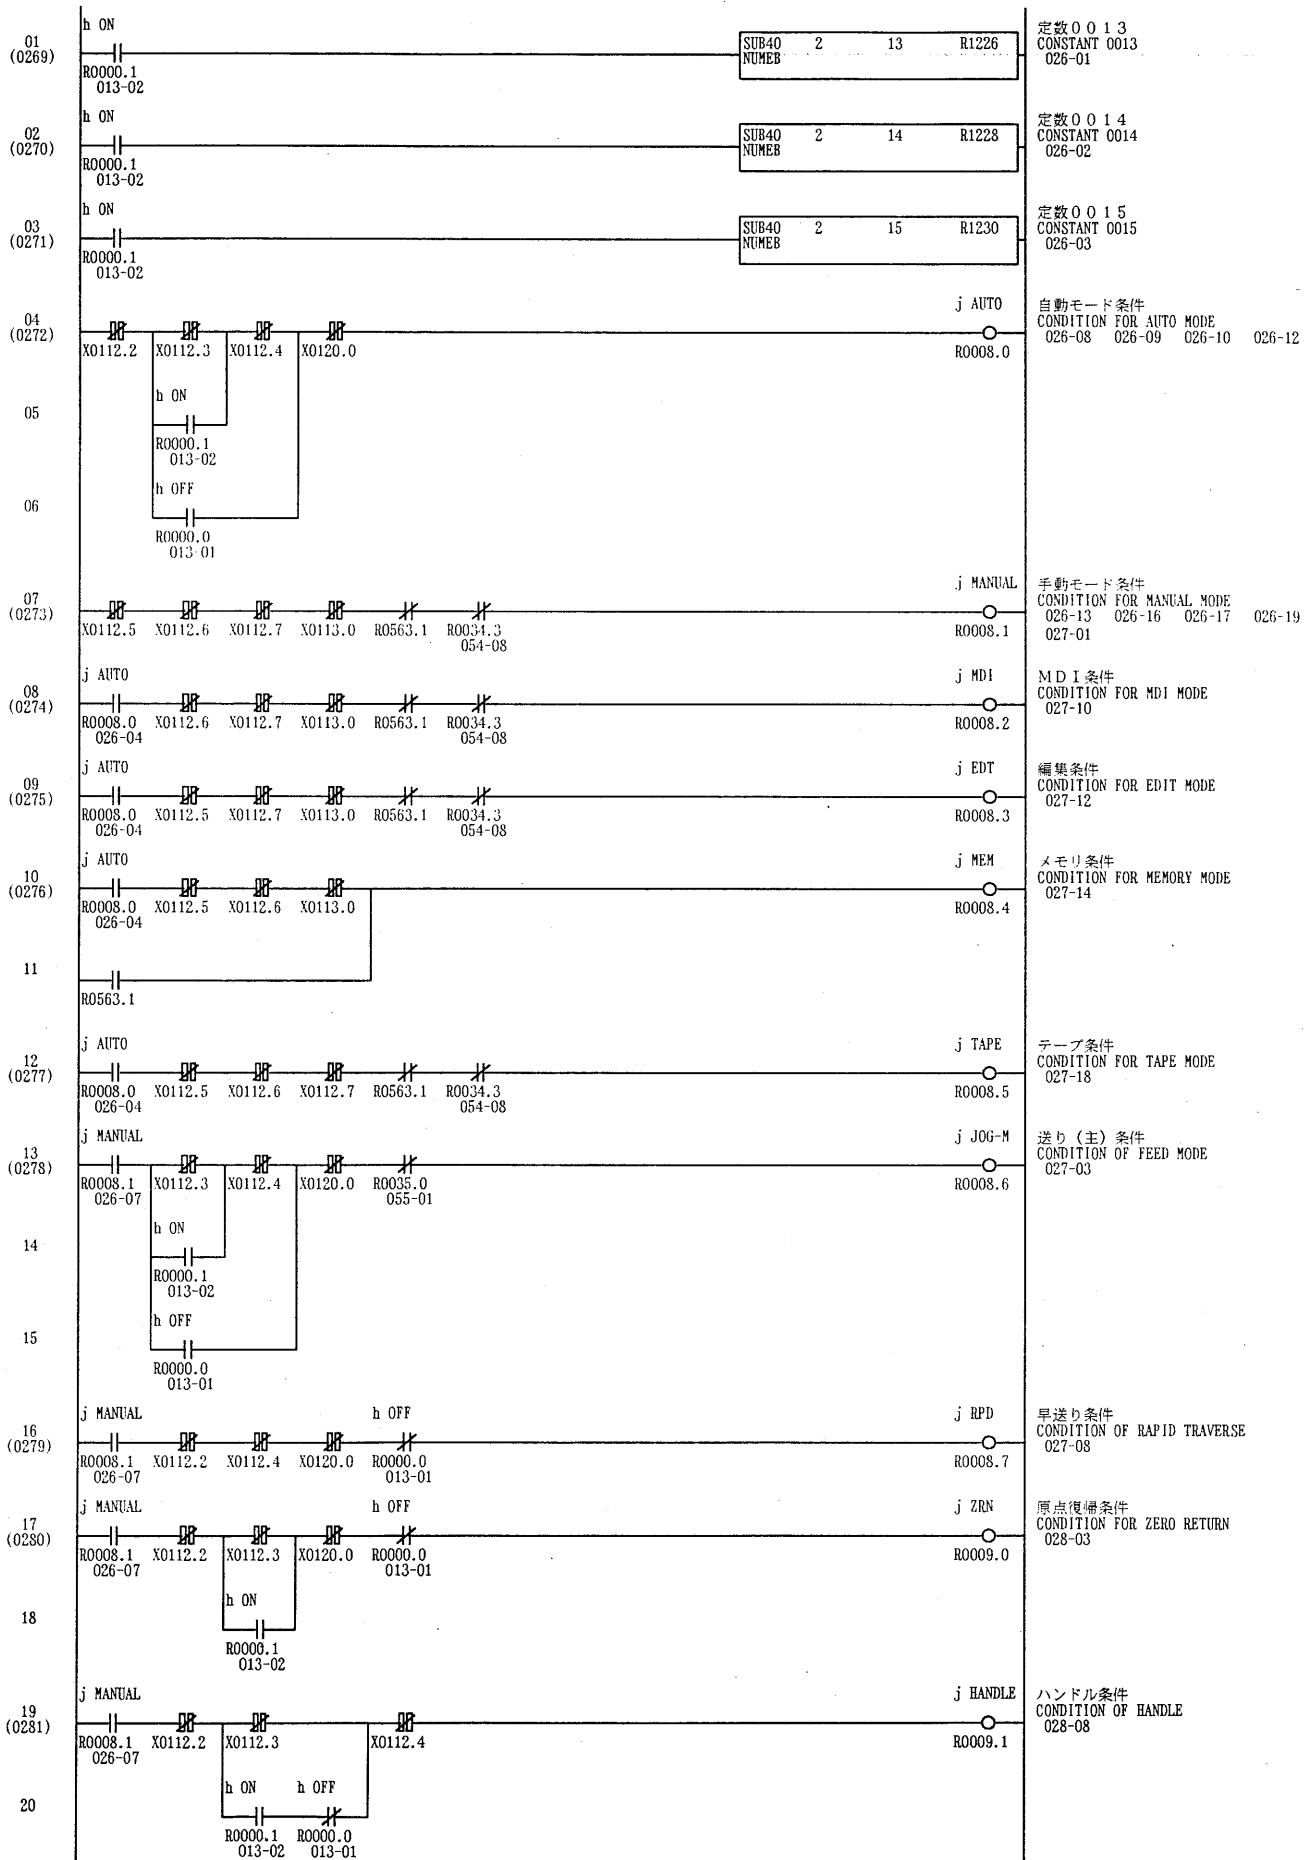 h ON
01
(0269)
R0000.1
013-02
SUB40 2 13 R1226
NUMEB
定数0013
CONSTANT 0013
026-01
h ON
02
(0270)
R0000.1
013-02
SUB40 2 14 R1228
NUMEB
定数0014
CONSTANT 0014
026-02
h ON
03
(0271)
R0000.1
013-02
SUB40 2 15 R1230
NUMEB
定数0015
CONSTANT 0015
026-03
04
(0272)
X0112.2 X0112.3 X0112.4 X0120.0
j AUTO
R0008.0
自動モード条件
CONDITION FOR AUTO MODE
026-08 026-09 026-10 026-12
h ON
05
R0000.1
013-02
h OFF
06
R0000.0
013-01
07
(0273)
X0112.5 X0112.6 X0112.7 X0113.0 R0563.1 R0034.3
054-08
j MANUAL
R0008.1
手動モード条件
CONDITION FOR MANUAL MODE
026-13 026-16 026-17 026-19
027-01
j AUTO
08
(0274)
R0008.0 X0112.6 X0112.7 X0113.0 R0563.1 R0034.3
026-04 054-08
j MDI
R0008.2
MDI条件
CONDITION FOR MDI MODE
027-10
j AUTO
09
(0275)
R0008.0 X0112.5 X0112.7 X0113.0 R0563.1 R0034.3
026-04 054-08
j EDT
R0008.3
編集条件
CONDITION FOR EDIT MODE
027-12
j AUTO
10
(0276)
R0008.0 X0112.5 X0112.6 X0113.0
026-04
j MEM
R0008.4
メモリ条件
CONDITION FOR MEMORY MODE
027-14
11
R0563.1
j AUTO
12
(0277)
R0008.0 X0112.5 X0112.6 X0112.7 R0563.1 R0034.3
026-04 054-08
j TAPE
R0008.5
テープ条件
CONDITION FOR TAPE MODE
027-18
j MANUAL
13
(0278)
R0008.1 X0112.3 X0112.4 X0120.0 R0035.0
026-07 055-01
j JOG-M
R0008.6
送り(主)条件
CONDITION OF FEED MODE
027-03
h ON
14
R0000.1
013-02
h OFF
15
R0000.0
013-01
j MANUAL h OFF
16
(0279)
R0008.1 X0112.2 X0112.4 X0120.0 R0000.0
026-07 013-01
j RPD
R0008.7
早送り条件
CONDITION OF RAPID TRAVERSE
027-08
j MANUAL h OFF
17
(0280)
R0008.1 X0112.2 X0112.3 X0120.0 R0000.0
026-07 013-01
j ZRN
R0009.0
原点復帰条件
CONDITION FOR ZERO RETURN
028-03
h ON
18
R0000.1
013-02
j MANUAL
19
(0281)
R0008.1 X0112.2 X0112.3 X0112.4
026-07
j HANDLE
R0009.1
ハンドル条件
CONDITION OF HANDLE
028-08
h ON h OFF
20
R0000.1 R0000.0
013-02 013-01